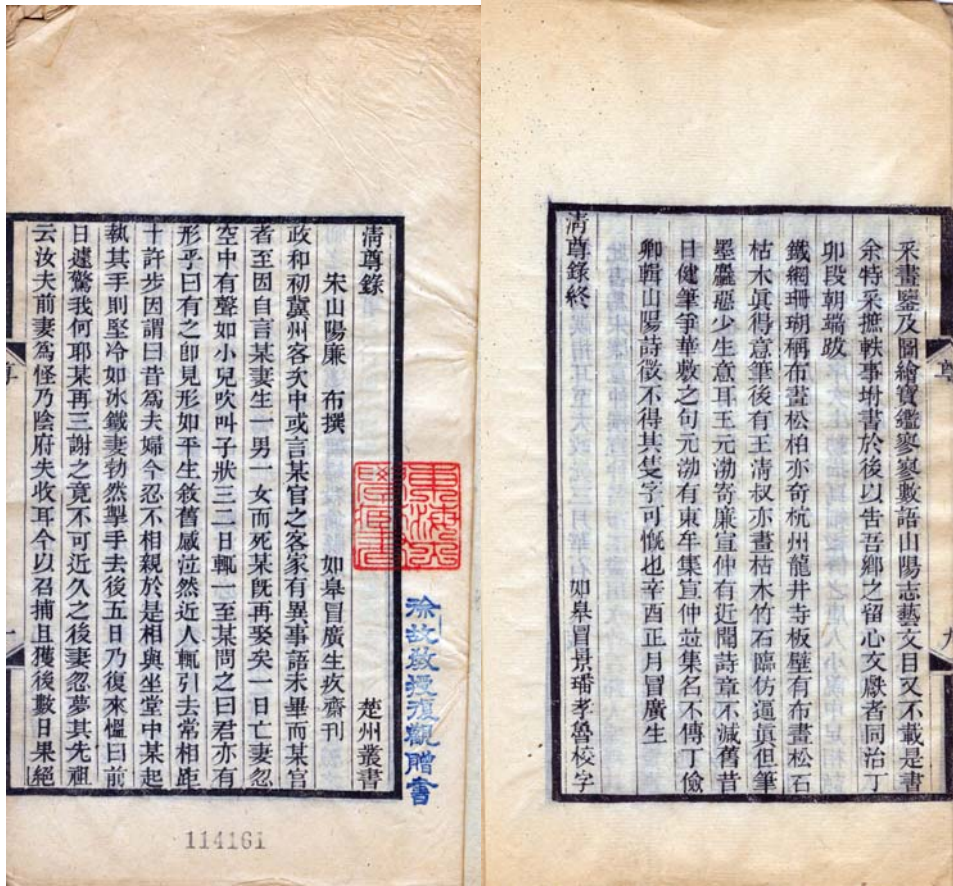 清尊錄
楚州叢書
宋山陽廉 布撰
如皋冒廣生疚齋刊
政和初冀州客次中或言某官之客家有異事語未畢而某官
者至因自言某妻生一男一女而死某旣再娶矣一日亡妻忽
空中有聲如小兒吹叫子狀三二日輒一至某問之曰君亦有
形乎曰有之卽見形如平生敘舊感泣然近人輒引去常相距
十許步因謂曰昔爲夫婦今忍不相親於是相與坐堂中某起
執其手則堅冷如冰鐵妻勃然掣手去後五日乃復來慍曰前
日遽驚我何耶某再三謝之竟不可近久之後妻忽夢其先祖
云汝夫前妻爲怪乃陰府失收耳今以召捕且獲後數日果絕
尊
一
東海大學藏書
徐故教授復觀贈書
114161
采畫鑒及圖繪寶鑑寥寥數語山陽志藝文目又不載是書
余特采摭軼事坿書於後以告吾鄉之留心文獻者同治丁
卯段朝端跋
鐵網珊瑚稱布畫松柏亦奇杭州龍井寺板壁有布畫松石
枯木眞得意筆後有王清叔亦畫枯木竹石臨仿逼眞但筆
墨麤惡少生意耳王元渤寄廉宣仲有近聞詩章不減舊昔
日健筆爭華敷之句元渤有東牟集宣仲並集名不傳丁儉
卿輯山陽詩徵不得其隻字可慨也辛酉正月冒廣生
如皋冒景璠孝魯校字
清尊錄終
尊
九